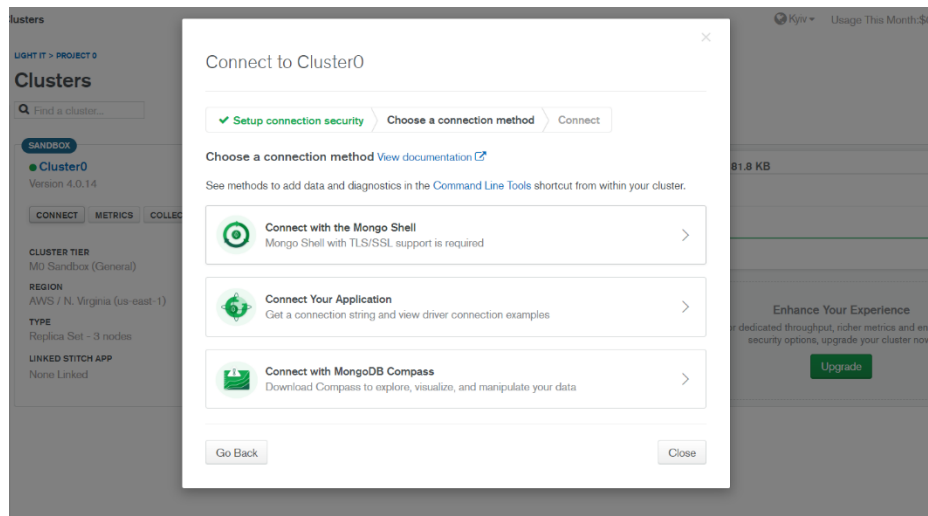 lusters
Kyiv
Usage This Month:$
LIGHT IT > PROJECT 0
Clusters
Find a cluster...
SANDBOX
Cluster0
Version 4.0.14
CONNECT METRICS COLLEC
CLUSTER TIER
M0 Sandbox (General)
REGION
AWS / N. Virginia (us-east-1)
TYPE
Replica Set - 3 nodes
LINKED STITCH APP
None Linked
Connect to Cluster0
Setup connection security
Choose a connection method
Connect
Choose a connection method View documentation
See methods to add data and diagnostics in the Command Line Tools shortcut from within your cluster.
Connect with the Mongo Shell
Mongo Shell with TLS/SSL support is required
Connect Your Application
Get a connection string and view driver connection examples
Connect with MongoDB Compass
Download Compass to explore, visualize, and manipulate your data
Go Back
Close
81.8 KB
Enhance Your Experience
r dedicated throughput, richer metrics and en
security options, upgrade your cluster nov
Upgrade